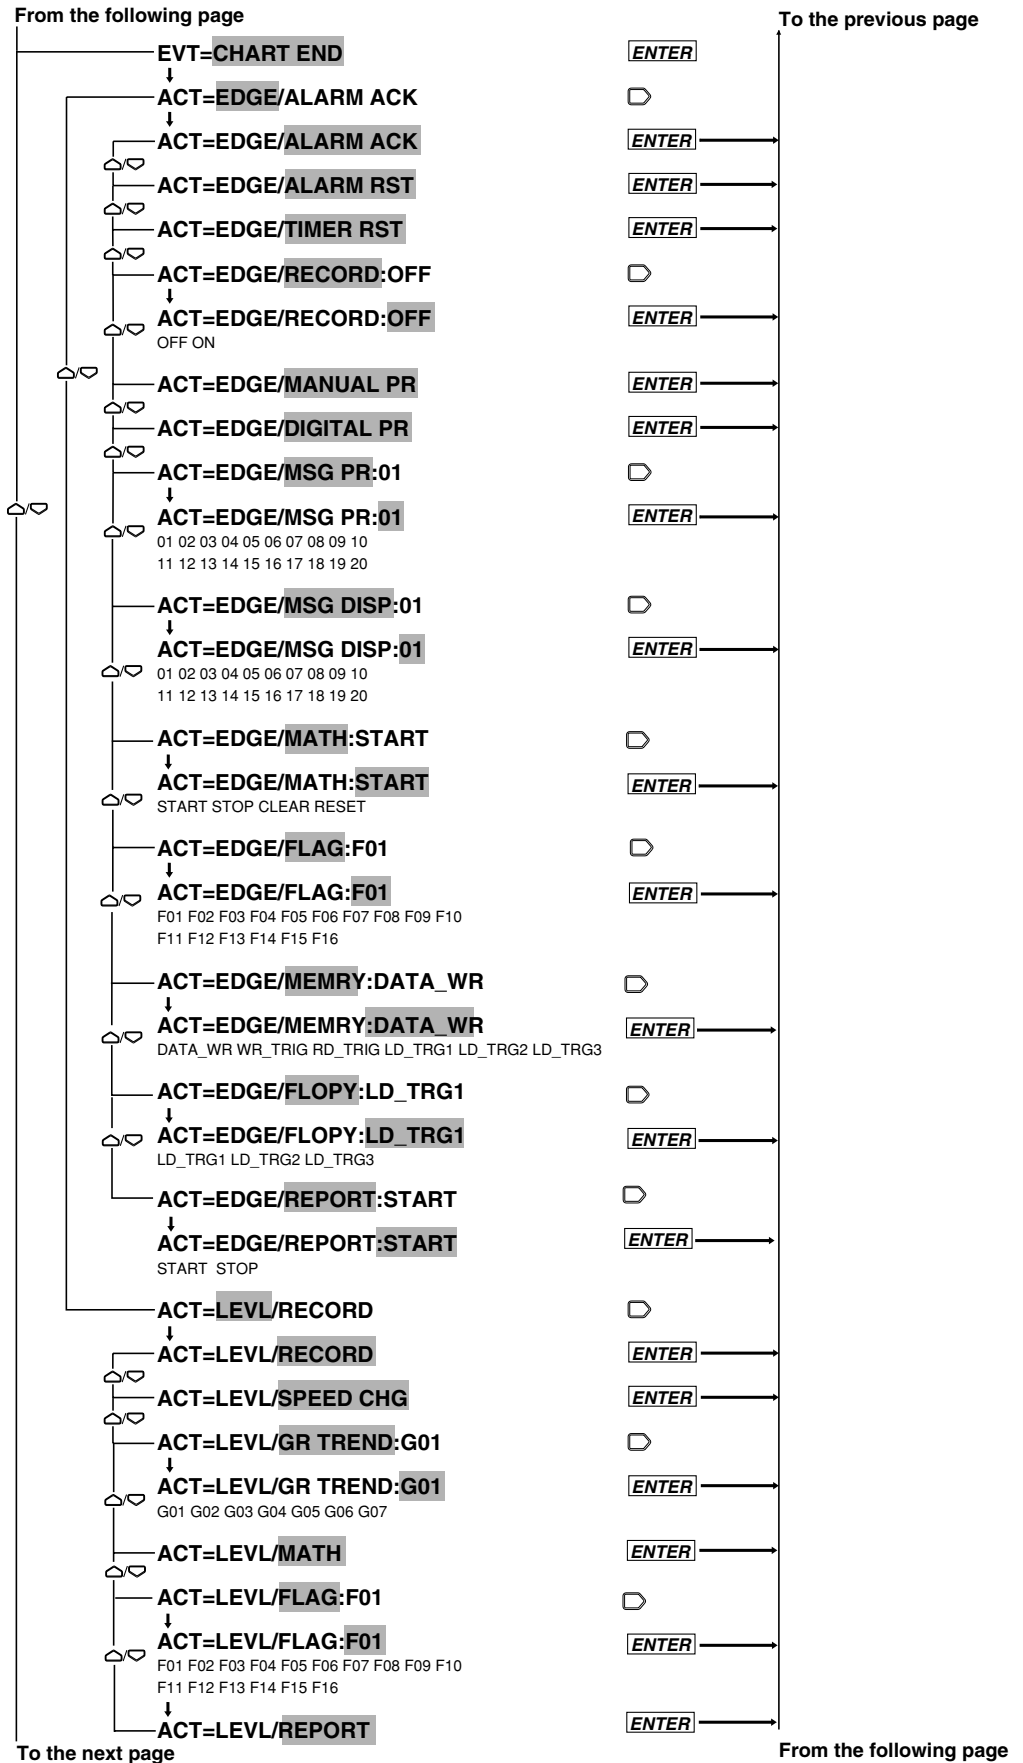 From the following page
To the previous page
EVT=CHART END ENTER
ACT=EDGE/ALARM ACK
ACT=EDGE/ALARM ACK ENTER
ACT=EDGE/ALARM RST ENTER
ACT=EDGE/TIMER RST ENTER
ACT=EDGE/RECORD:OFF
ACT=EDGE/RECORD:OFF ENTER
OFF ON
ACT=EDGE/MANUAL PR ENTER
ACT=EDGE/DIGITAL PR ENTER
ACT=EDGE/MSG PR:01
ACT=EDGE/MSG PR:01 ENTER
01 02 03 04 05 06 07 08 09 10
11 12 13 14 15 16 17 18 19 20
ACT=EDGE/MSG DISP:01
ACT=EDGE/MSG DISP:01 ENTER
01 02 03 04 05 06 07 08 09 10
11 12 13 14 15 16 17 18 19 20
ACT=EDGE/MATH:START
ACT=EDGE/MATH:START ENTER
START STOP CLEAR RESET
ACT=EDGE/FLAG:F01
ACT=EDGE/FLAG:F01 ENTER
F01 F02 F03 F04 F05 F06 F07 F08 F09 F10
F11 F12 F13 F14 F15 F16
ACT=EDGE/MEMRY:DATA_WR
ACT=EDGE/MEMRY:DATA_WR ENTER
DATA_WR WR_TRIG RD_TRIG LD_TRG1 LD_TRG2 LD_TRG3
ACT=EDGE/FLOPY:LD_TRG1
ACT=EDGE/FLOPY:LD_TRG1 ENTER
LD_TRG1 LD_TRG2 LD_TRG3
ACT=EDGE/REPORT:START
ACT=EDGE/REPORT:START ENTER
START STOP
ACT=LEVL/RECORD
ACT=LEVL/RECORD ENTER
ACT=LEVL/SPEED CHG ENTER
ACT=LEVL/GR TREND:G01
ACT=LEVL/GR TREND:G01 ENTER
G01 G02 G03 G04 G05 G06 G07
ACT=LEVL/MATH ENTER
ACT=LEVL/FLAG:F01
ACT=LEVL/FLAG:F01 ENTER
F01 F02 F03 F04 F05 F06 F07 F08 F09 F10
F11 F12 F13 F14 F15 F16
ACT=LEVL/REPORT ENTER
To the next page
From the following page